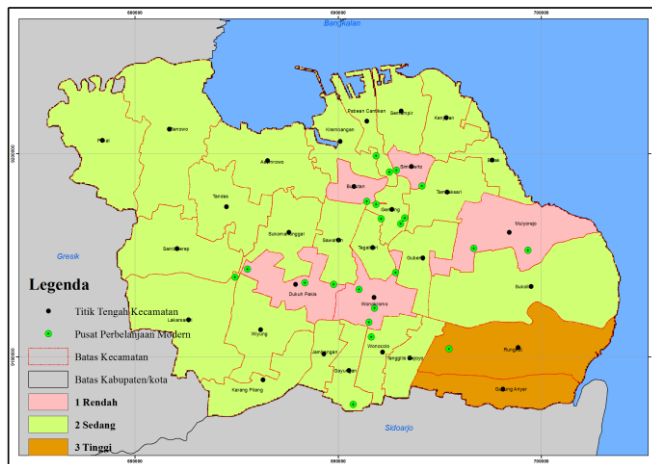 Bangkalan
Pabean Cantikan
Semampir
Kenjeran
Krembangan
Benowo
Pakal
Asemrowo
Simokerto
Bulak
Bubutan
Tambaksari
Tandes
Genteng
Mulyorejo
Sukomanunggal
Sawahan
Tegalsari
Sambikerep
Gubeng
Gresik
Sukolilo
Dukuh Pakis
Wonokromo
Legenda
Titik Tengah Kecamatan
Pusat Perbelanjaan Modern
Batas Kecamatan
Batas Kabupaten/kota
1 Rendah
2 Sedang
3 Tinggi
Lakarsantri
Wiyung
Jambangan
Wonocolo
Tenggilis Mejoyo
Rungkut
Gayungan
Karang Pilang
Gunung Anyar
Sidoarjo